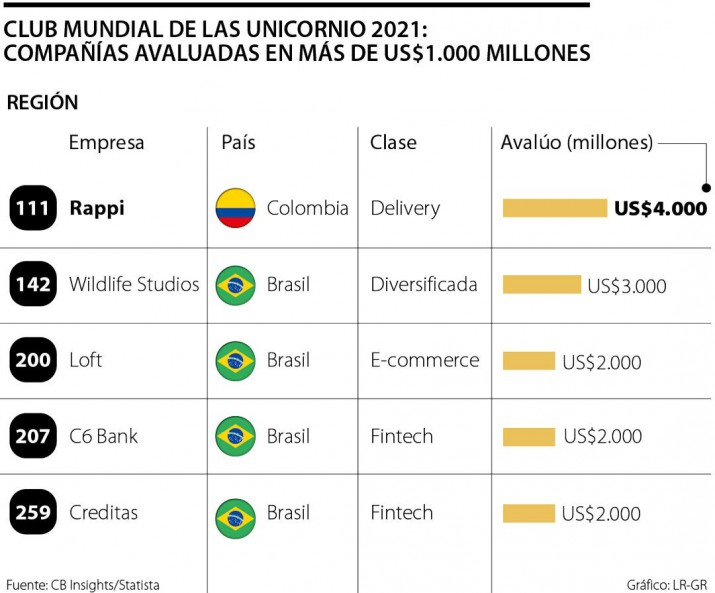 CLUB MUNDIAL DE LAS UNICORNIO 2021:
COMPAÑÍAS AVALUADAS EN MÁS DE US$1.000 MILLONES
REGIÓN
Empresa País Clase Avalúo (millones)
111 Rappi Colombia Delivery US$4.000
142 Wildlife Studios Brasil Diversificada US$3.000
200 Loft Brasil E-commerce US$2.000
207 C6 Bank Brasil Fintech US$2.000
259 Creditas Brasil Fintech US$2.000
Fuente: CB Insights/Statista Gráfico: LR-GR